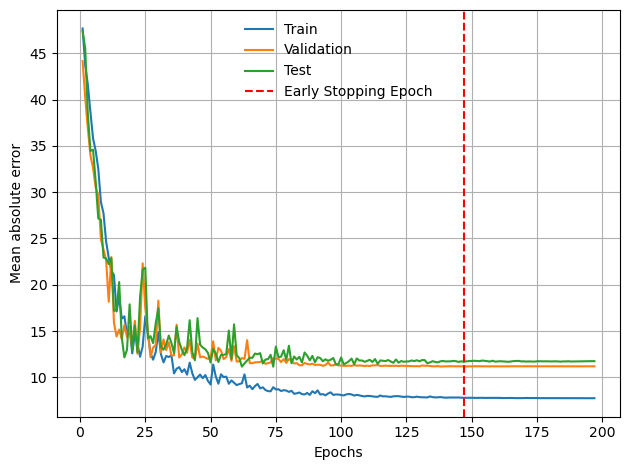 Train
Validation
Test
Early Stopping Epoch
Mean absolute error
45
40
35
30
25
20
15
10
0 25 50 75 100 125 150 175 200
Epochs